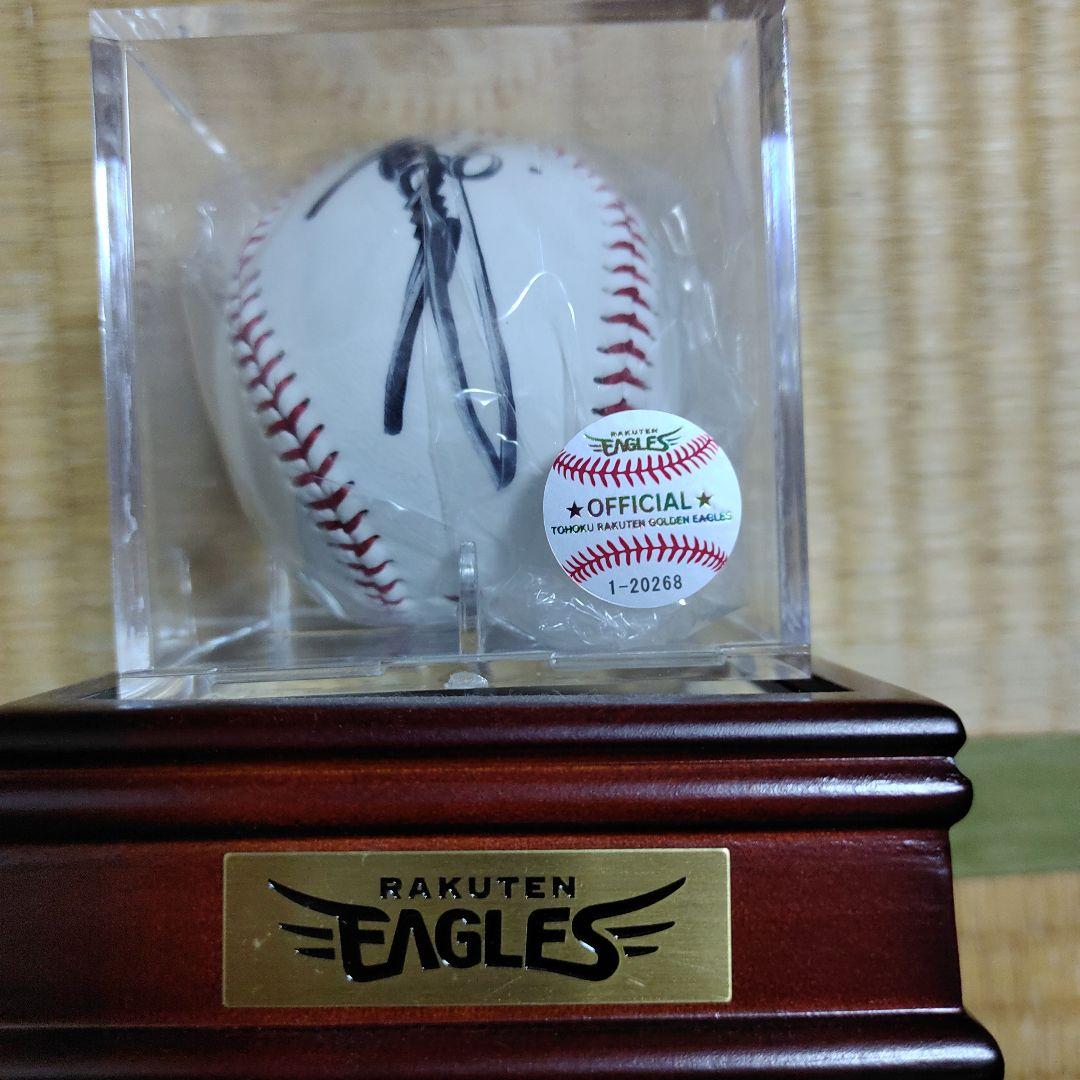 RAKUTEN
EAGLES
★ OFFICIAL ★
TOHOKU RAKUTEN GOLDEN EAGLES
1-20268
RAKUTEN
EAGLES